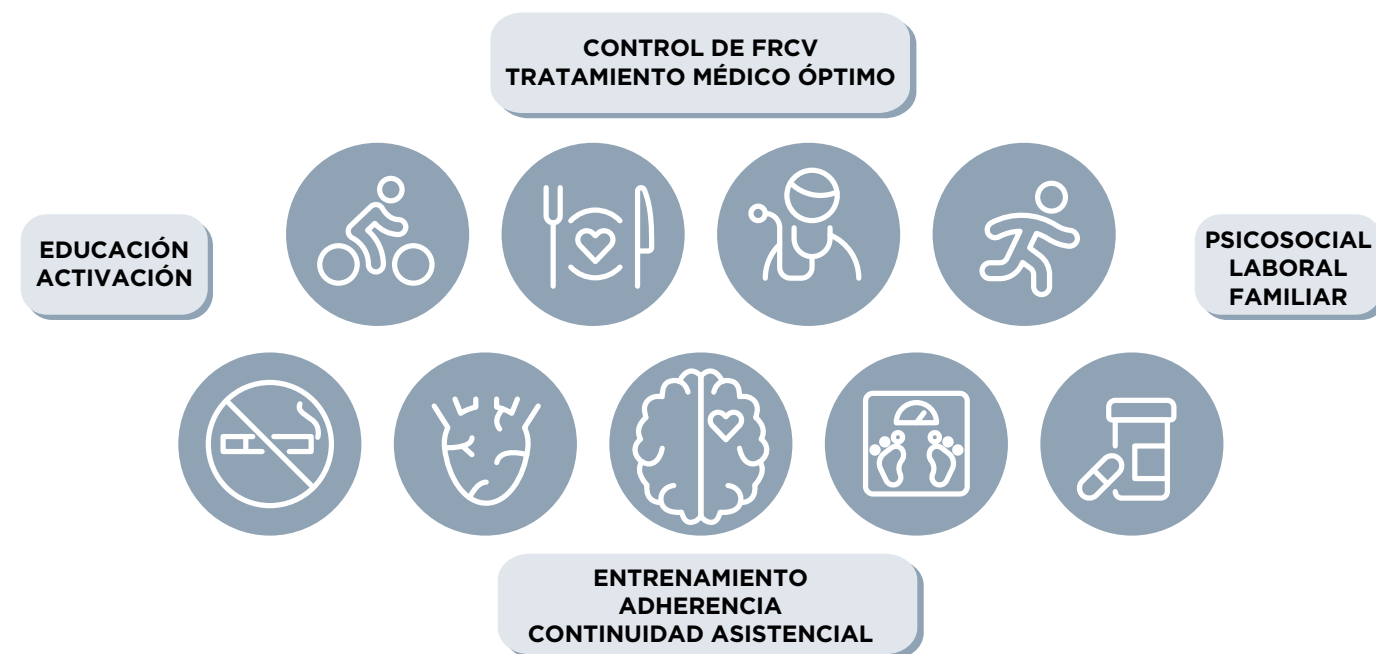 CONTROL DE FRCV
TRATAMIENTO MÉDICO ÓPTIMO
EDUCACIÓN
ACTIVACIÓN
PSICOSOCIAL
LABORAL
FAMILIAR
ENTRENAMIENTO
ADHERENCIA
CONTINUIDAD ASISTENCIAL